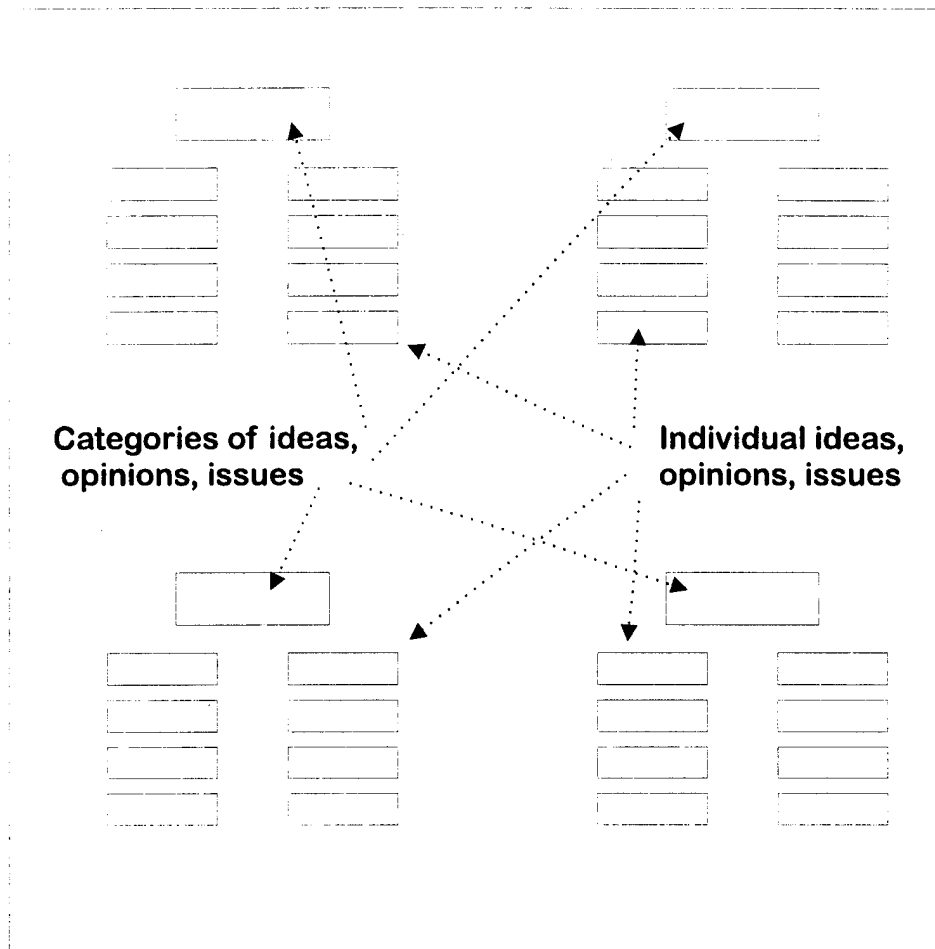 Categories of ideas,
opinions, issues
Individual ideas,
opinions, issues